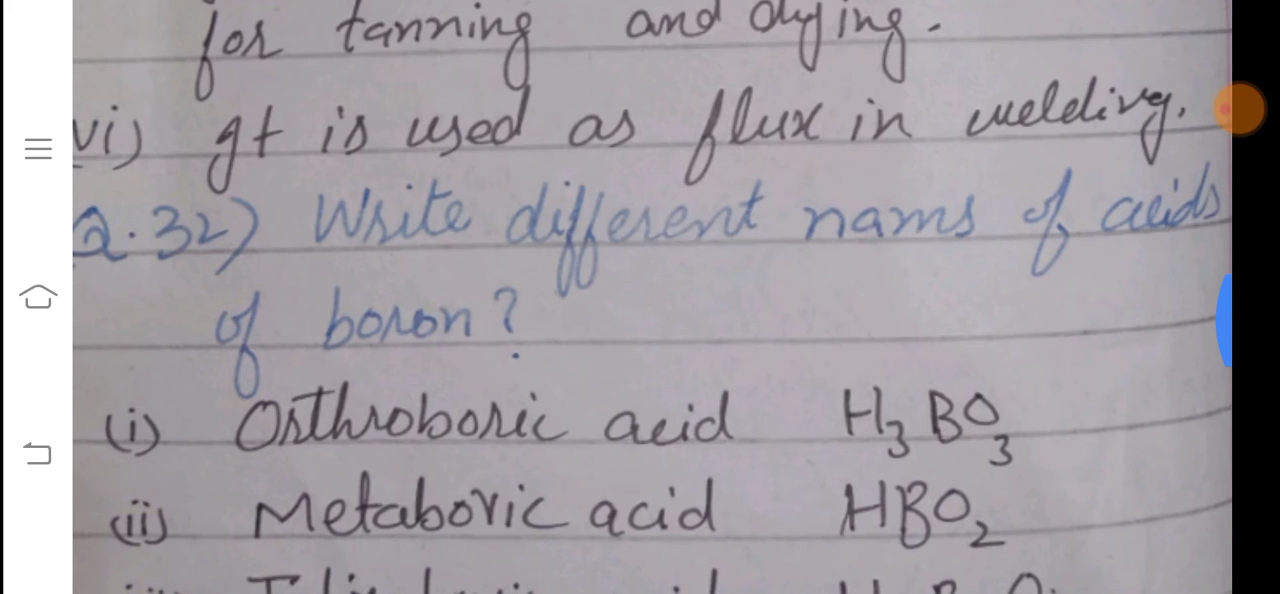 for tanning and dying.
vi) It is used as flux in welding.
Q.32) Write different nams of acids
of boron?
(i) Orthroboric acid H₃BO₃
(ii) Metaboric acid HBO₂